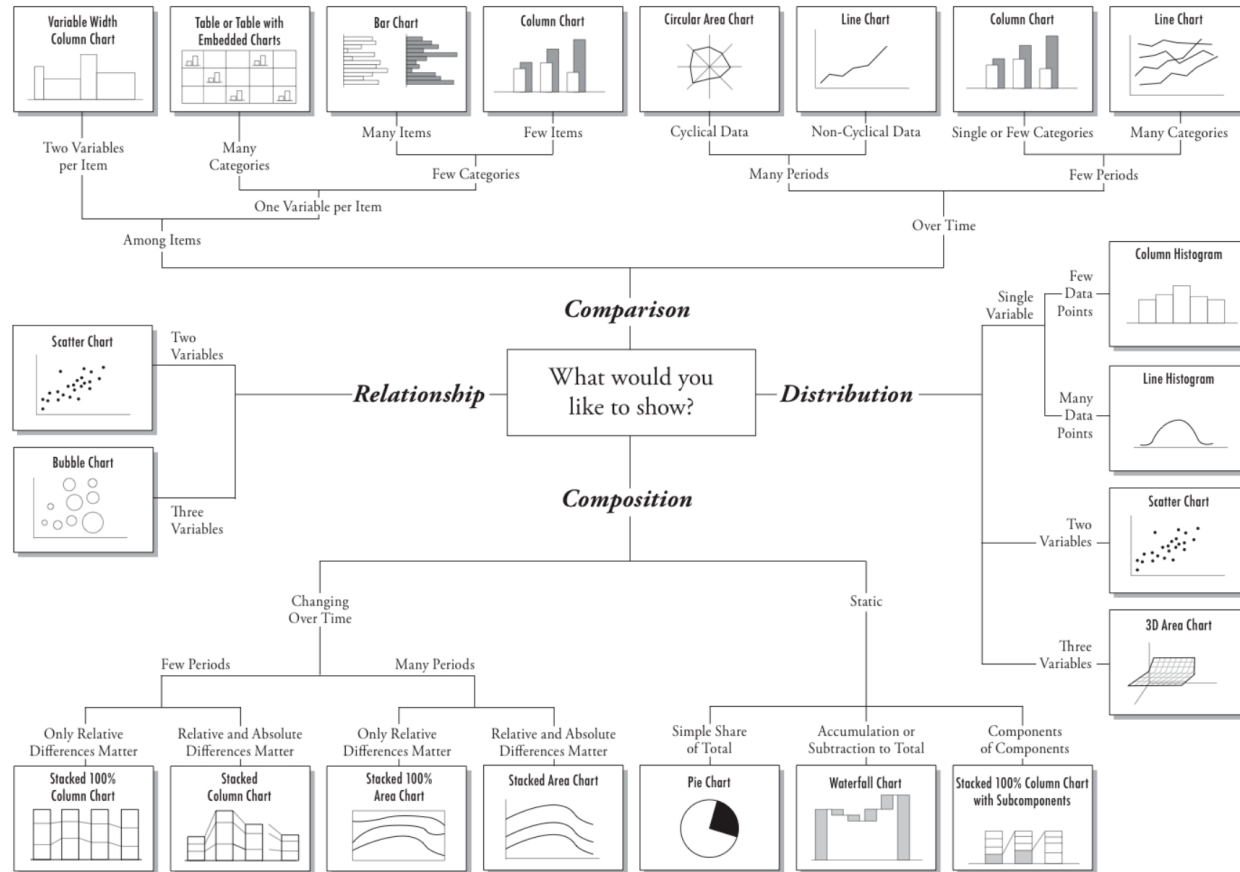 Variable Width
Column Chart
Table or Table with
Embedded Charts
Bar Chart
Column Chart
Circular Area Chart
Line Chart
Column Chart
Line Chart
Two Variables
per Item
Many
Categories
Many Items
Few Items
Cyclical Data
Non-Cyclical Data
Single or Few Categories
Many Categories
Few Categories
Many Periods
Few Periods
One Variable per Item
Over Time
Among Items
Comparison
What would you
like to show?
Relationship
Two
Variables
Scatter Chart
Three
Variables
Bubble Chart
Distribution
Single
Variable
Few
Data
Points
Column Histogram
Many
Data
Points
Line Histogram
Two
Variables
Scatter Chart
Three
Variables
3D Area Chart
Composition
Changing
Over Time
Static
Few Periods
Many Periods
Only Relative
Differences Matter
Relative and Absolute
Differences Matter
Only Relative
Differences Matter
Relative and Absolute
Differences Matter
Simple Share
of Total
Accumulation or
Subtraction to Total
Components
of Components
Stacked 100%
Column Chart
Stacked
Column Chart
Stacked 100%
Area Chart
Stacked Area Chart
Pie Chart
Waterfall Chart
Stacked 100% Column Chart
with Subcomponents